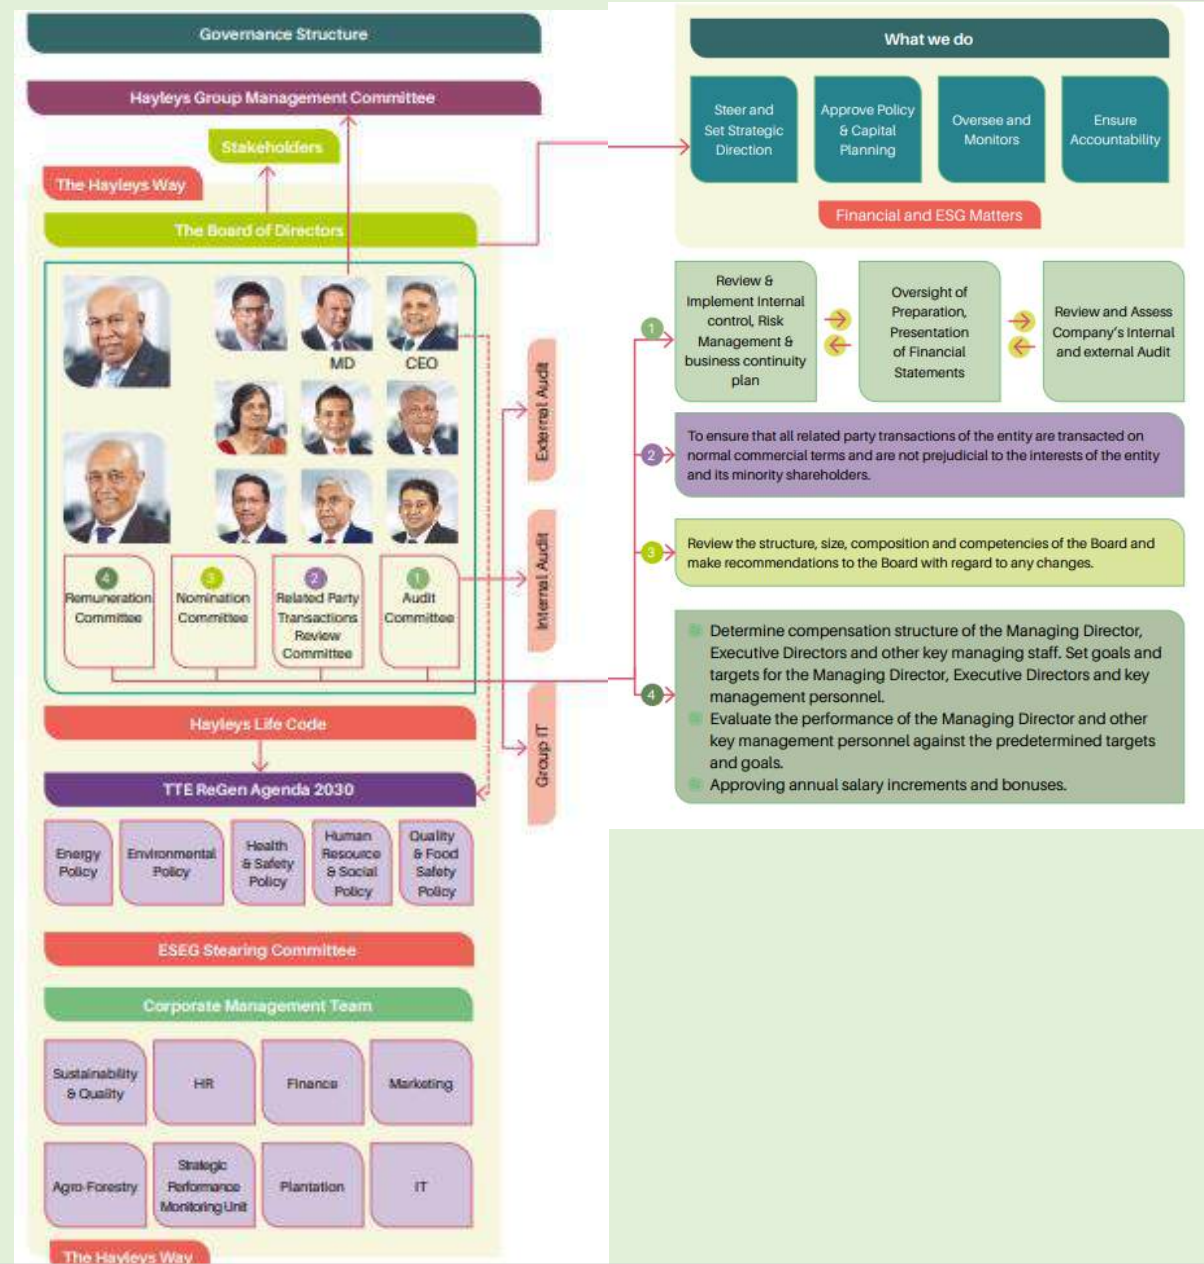 Governance Structure
Hayleys Group Management Committee
Stakeholders
The Hayleys Way
The Board of Directors
MD
CEO
External Audit
Internal Audit
Group IT
4
Remuneration
Committee
3
Nomination
Committee
2
Related Party
Transactions
Review
Committee
1
Audit
Committee
Hayleys Life Code
TTE ReGen Agenda 2030
Energy
Policy
Environmental
Policy
Health
& Safety
Policy
Human
Resource
& Social
Policy
Quality
& Food
Safety
Policy
ESEG Stearing Committee
Corporate Management Team
Sustainability
& Quality
HR
Finance
Marketing
Agro-Forestry
Strategic
Performance
Monitoring Unit
Plantation
IT
The Hayleys Way
What we do
Steer and
Set Strategic
Direction
Approve Policy
& Capital
Planning
Oversee and
Monitors
Ensure
Accountability
Financial and ESG Matters
1
Review &
Implement Internal
control, Risk
Management &
business continuity
plan
Oversight of
Preparation,
Presentation
of Financial
Statements
Review and Assess
Company's Internal
and external Audit
2
To ensure that all related party transactions of the entity are transacted on
normal commercial terms and are not prejudicial to the interests of the entity
and its minority shareholders.
3
Review the structure, size, composition and competencies of the Board and
make recommendations to the Board with regard to any changes.
4
Determine compensation structure of the Managing Director,
Executive Directors and other key managing staff. Set goals and
targets for the Managing Director, Executive Directors and key
management personnel.
Evaluate the performance of the Managing Director and other
key management personnel against the predetermined targets
and goals.
Approving annual salary increments and bonuses.